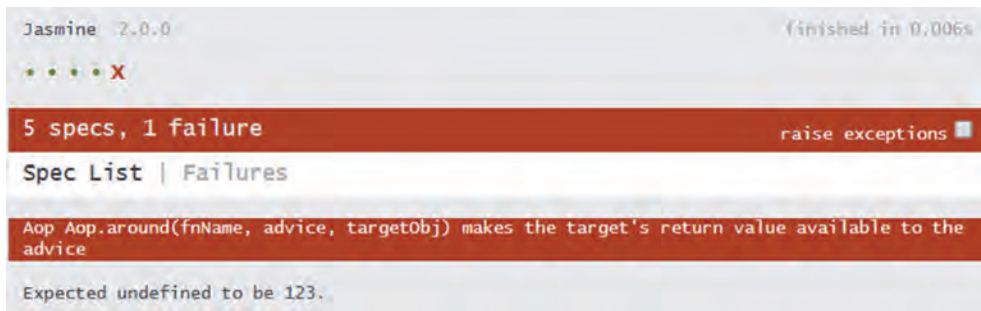 Jasmine 2.0.0 finished in 0.006s
• • • • x
5 specs, 1 failure raise exceptions
Spec List | Failures
Aop Aop.around(fnName, advice, targetObj) makes the target's return value available to the
advice
Expected undefined to be 123.